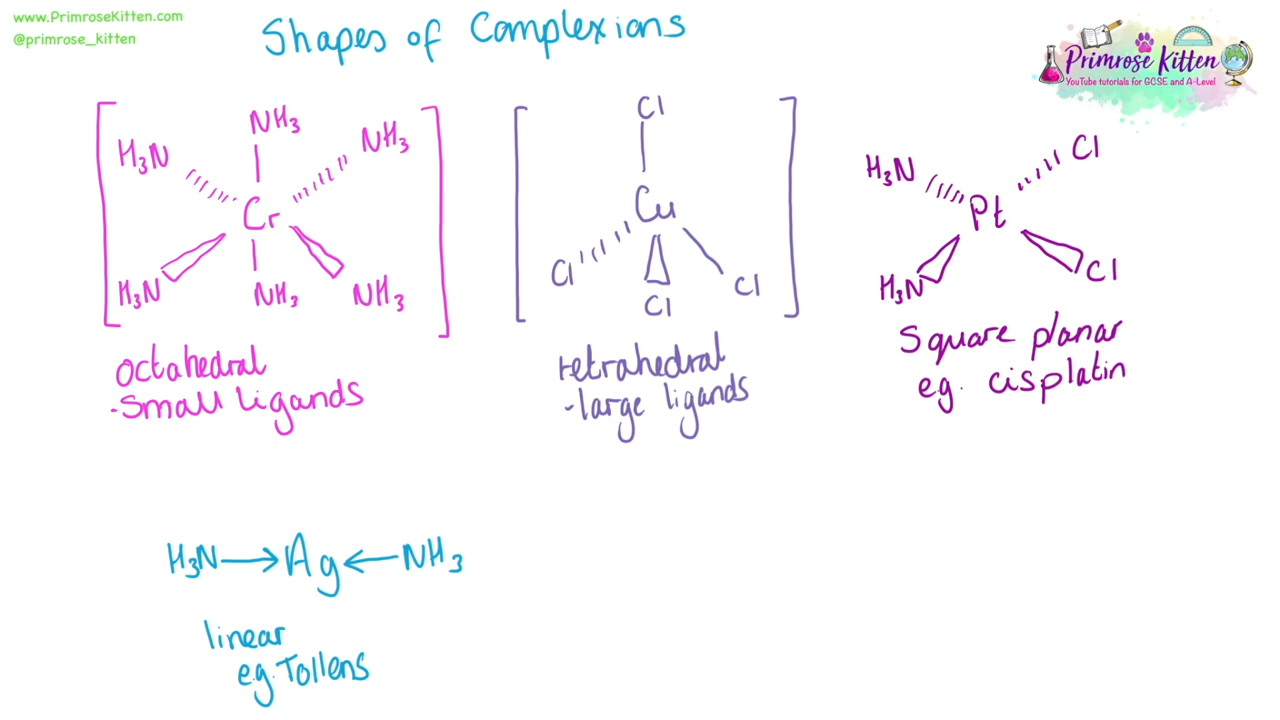 www.PrimroseKitten.com
@primrose_kitten
Shapes of Complexions
Primrose Kitten
YouTube tutorials for GCSE and A-Level
NH3
H3N
NH3
Cr
H3N
NH3
NH3
octahedral
-Small ligands
Cl
Cu
Cl
Cl
Cl
tetrahedral
-large ligands
H3N
Cl
Pt
H3N
Cl
Square planar
eg. cisplatin
H3N → Ag ← NH3
linear
e.g. Tollens